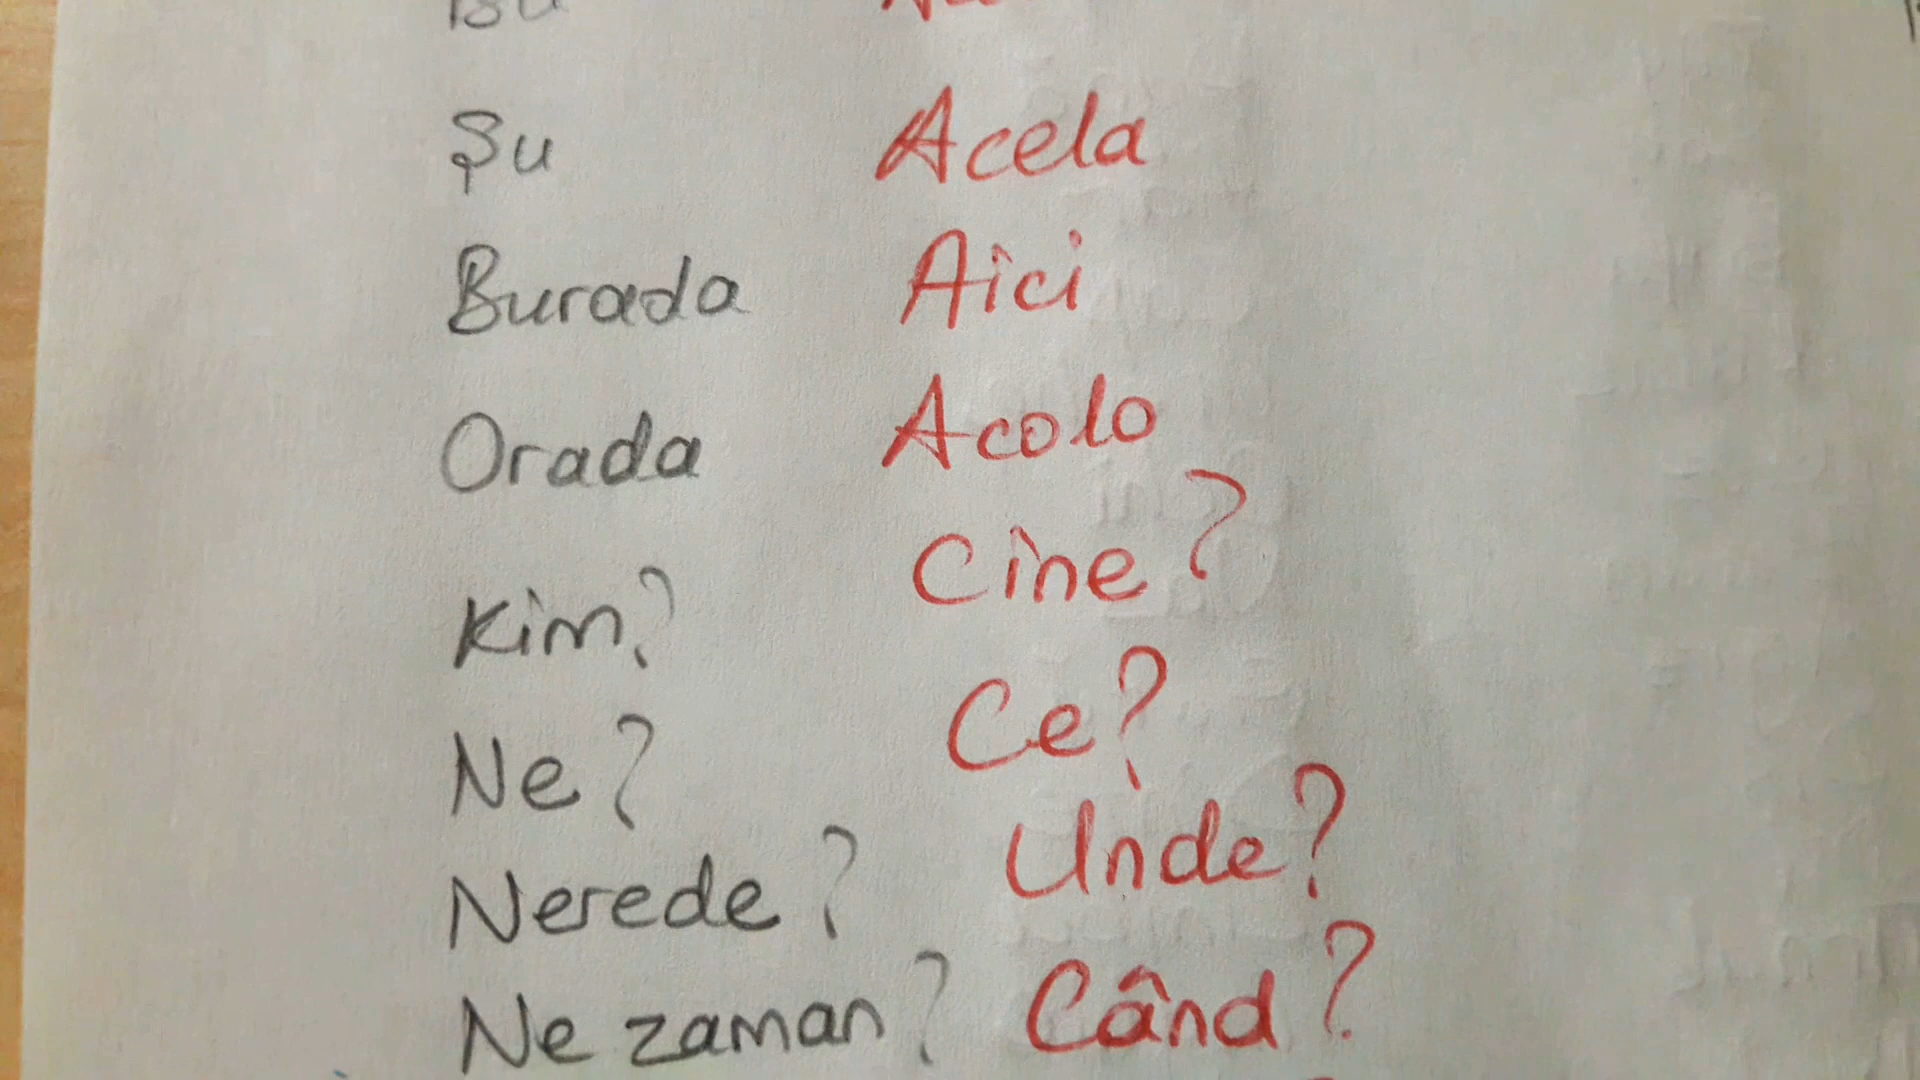 Şu Acela
Burada Aici
Orada Acolo
Kim? Cine?
Ne? Ce?
Nerede? Unde?
Ne zaman? Când?